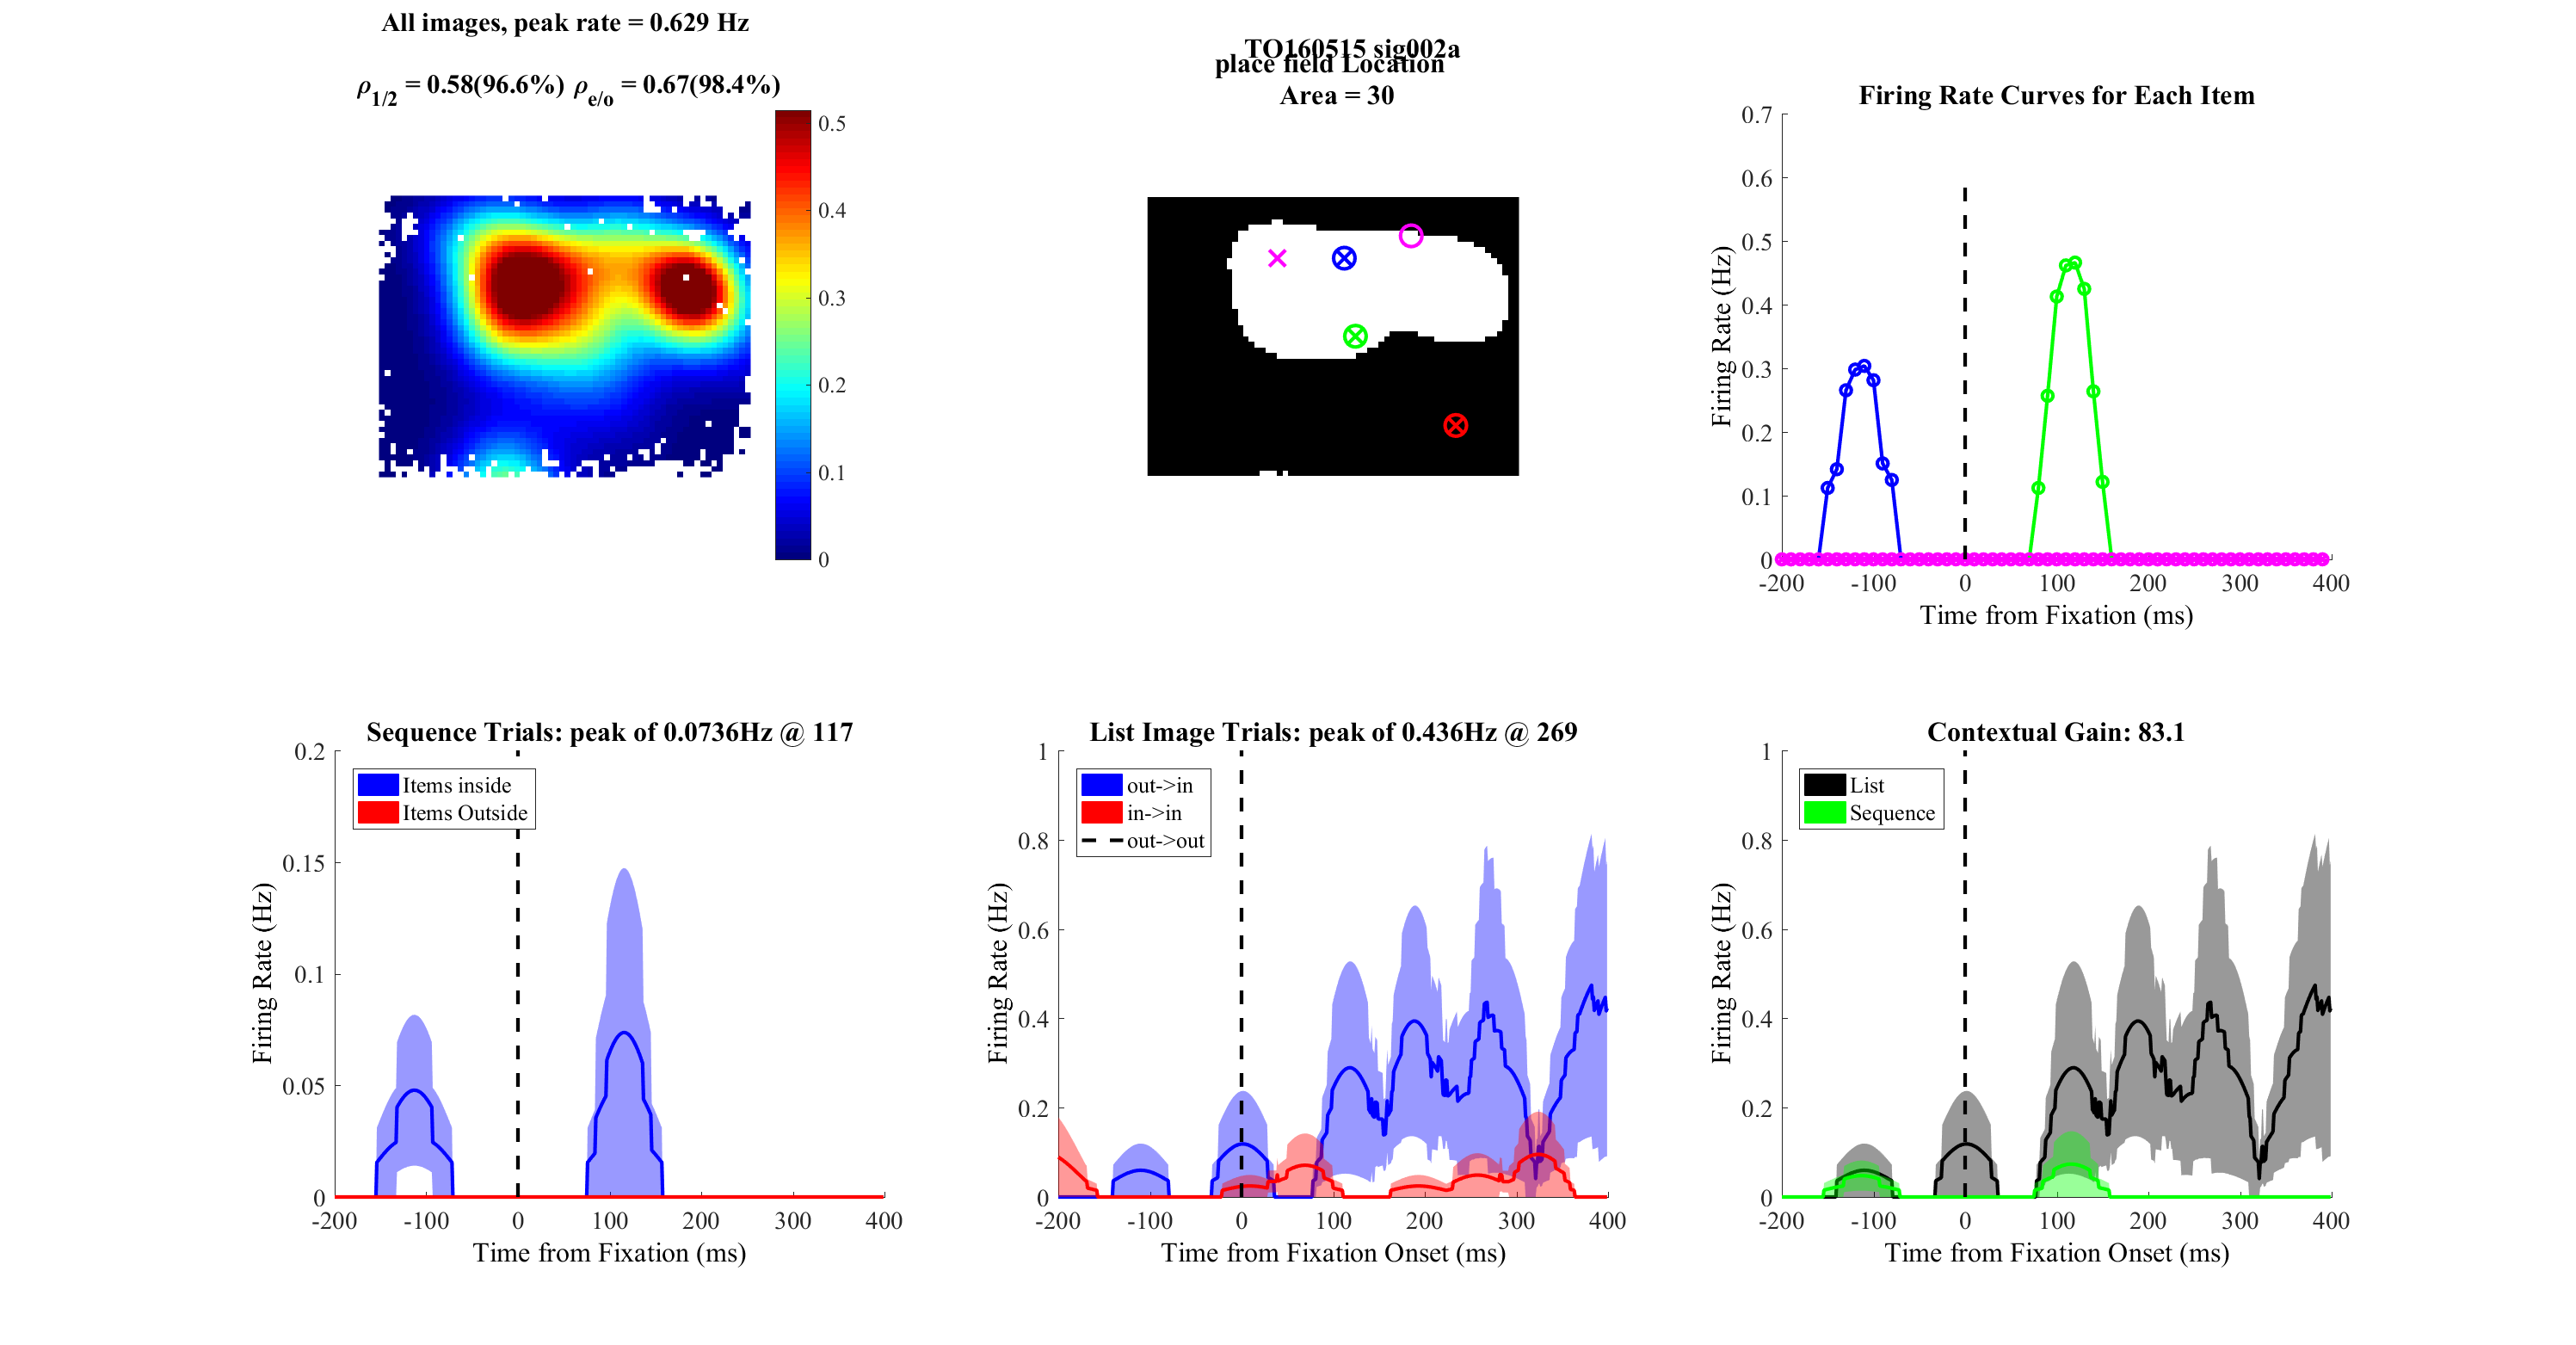 All images, peak rate = 0.629 Hz
ρ1/2 = 0.58(96.6%) ρe/o = 0.67(98.4%)
0.5
0.4
0.3
0.2
0.1
0
TO160515 sig002a
place field Location
Area = 30
Firing Rate Curves for Each Item
Firing Rate (Hz)
0.7
0.6
0.5
0.4
0.3
0.2
0.1
0
-200 -100 0 100 200 300 400
Time from Fixation (ms)
Sequence Trials: peak of 0.0736Hz @ 117
Items inside
Items Outside
Firing Rate (Hz)
0.2
0.15
0.1
0.05
0
-200 -100 0 100 200 300 400
Time from Fixation (ms)
List Image Trials: peak of 0.436Hz @ 269
out->in
in->in
out->out
Firing Rate (Hz)
1
0.8
0.6
0.4
0.2
0
-200 -100 0 100 200 300 400
Time from Fixation Onset (ms)
Contextual Gain: 83.1
List
Sequence
Firing Rate (Hz)
1
0.8
0.6
0.4
0.2
0
-200 -100 0 100 200 300 400
Time from Fixation Onset (ms)